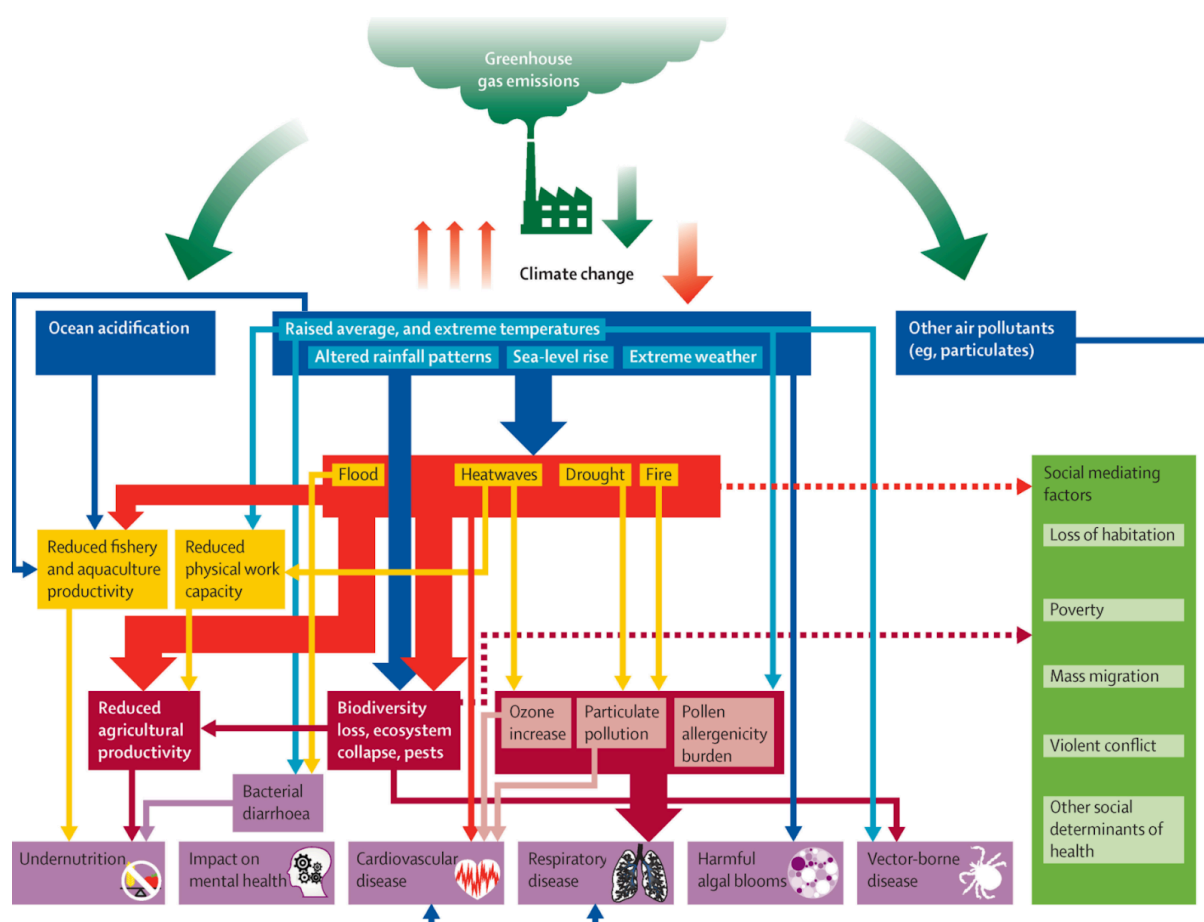 Greenhouse
gas emissions
Climate change
Ocean acidification
Raised average, and extreme temperatures
Altered rainfall patterns
Sea-level rise
Extreme weather
Other air pollutants
(eg, particulates)
Flood
Heatwaves
Drought
Fire
Social mediating
factors
Loss of habitation
Poverty
Mass migration
Violent conflict
Other social
determinants of
health
Reduced fishery
and aquaculture
productivity
Reduced
physical work
capacity
Reduced
agricultural
productivity
Biodiversity
loss, ecosystem
collapse, pests
Ozone
increase
Particulate
pollution
Pollen
allergenicity
burden
Bacterial
diarrhoea
Undernutrition
Impact on
mental health
Cardiovascular
disease
Respiratory
disease
Harmful
algal blooms
Vector-borne
disease